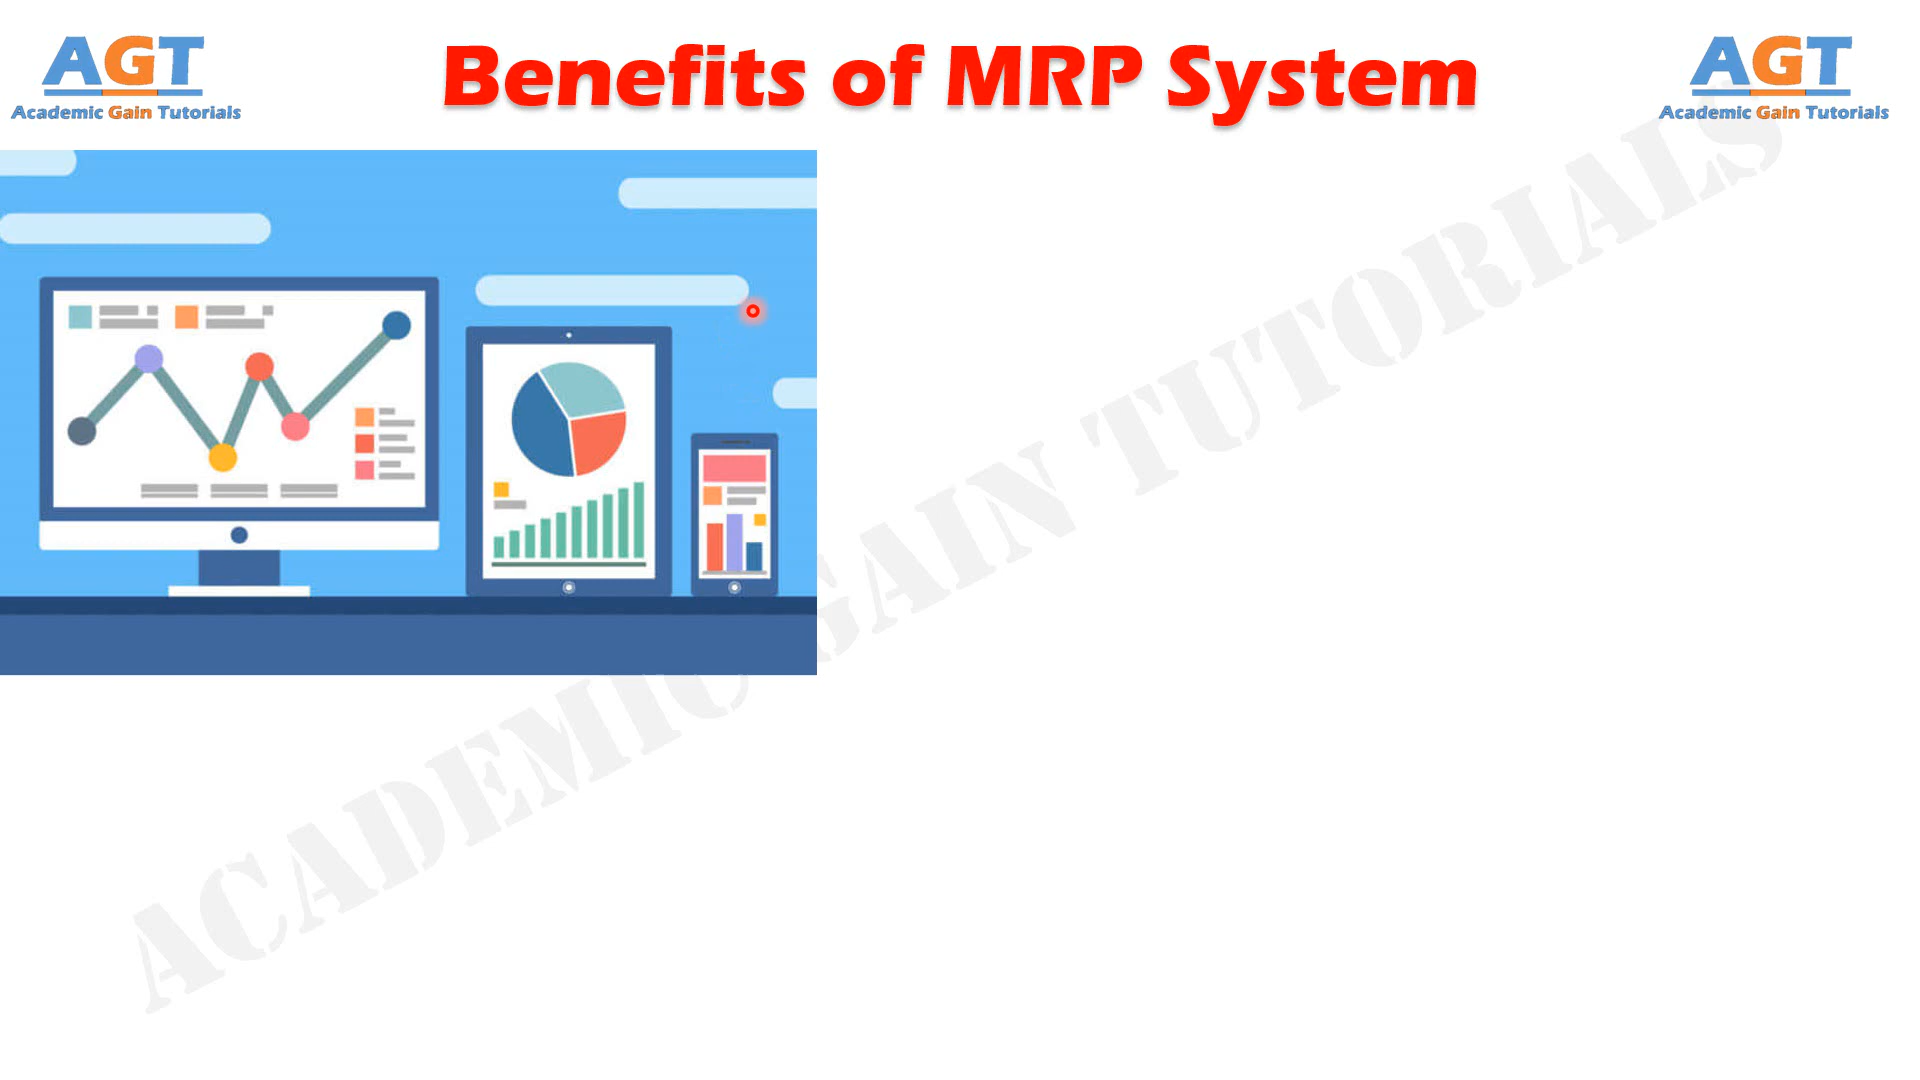 AGT
Academic Gain Tutorials
Benefits of MRP System
AGT
Academic Gain Tutorials
ACADEMIC GAIN TUTORIALS